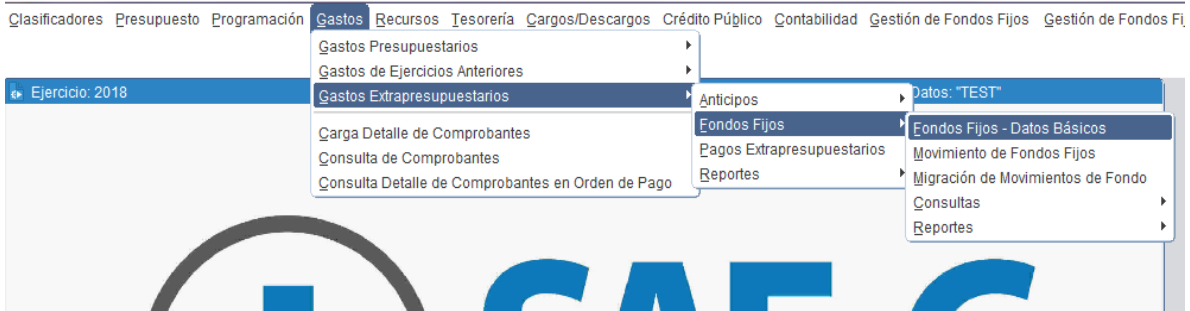 Clasificadores Presupuesto Programación Gastos Recursos Tesorería Cargos/Descargos Crédito Público Contabilidad Gestión de Fondos Fijos Gestión de Fondos Fij
Gastos Presupuestarios
Gastos de Ejercicios Anteriores
Gastos Extrapresupuestarios
Carga Detalle de Comprobantes
Consulta de Comprobantes
Consulta Detalle de Comprobantes en Orden de Pago
Ejercicio: 2018
Datos: "TEST"
Anticipos
Fondos Fijos
Pagos Extrapresupuestarios
Reportes
Fondos Fijos - Datos Básicos
Movimiento de Fondos Fijos
Migración de Movimientos de Fondo
Consultas
Reportes